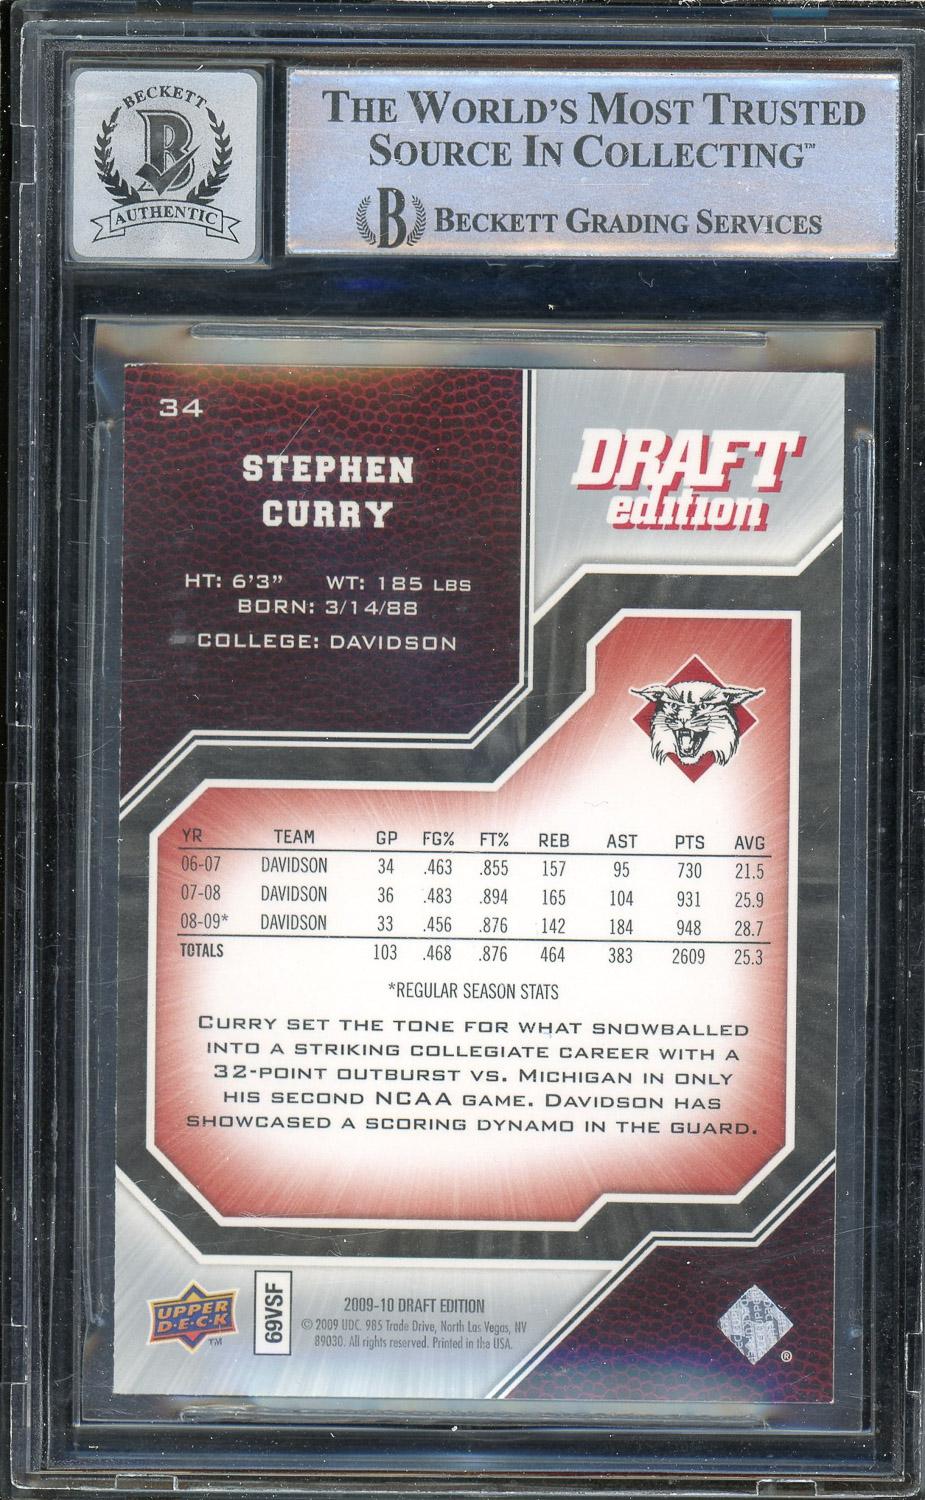 BECKETT
B
AUTHENTIC
THE WORLD'S MOST TRUSTED
SOURCE IN COLLECTING™
B BECKETT GRADING SERVICES
34
STEPHEN
CURRY
HT: 6'3" WT: 185 LBS
BORN: 3/14/88
COLLEGE: DAVIDSON
DRAFT
edition
YR TEAM GP FG% FT% REB AST PTS AVG
06-07 DAVIDSON 34 .463 .855 157 95 730 21.5
07-08 DAVIDSON 36 .483 .894 165 104 931 25.9
08-09* DAVIDSON 33 .456 .876 142 184 948 28.7
TOTALS 103 .468 .876 464 383 2609 25.3
*REGULAR SEASON STATS
CURRY SET THE TONE FOR WHAT SNOWBALLED
INTO A STRIKING COLLEGIATE CAREER WITH A
32-POINT OUTBURST VS. MICHIGAN IN ONLY
HIS SECOND NCAA GAME. DAVIDSON HAS
SHOWCASED A SCORING DYNAMO IN THE GUARD.
UPPER
D·E·C·K
TM
69VSF
2009-10 DRAFT EDITION
© 2009 UDC. 985 Trade Drive, North Las Vegas, NV
89030. All rights reserved. Printed in the USA.
®